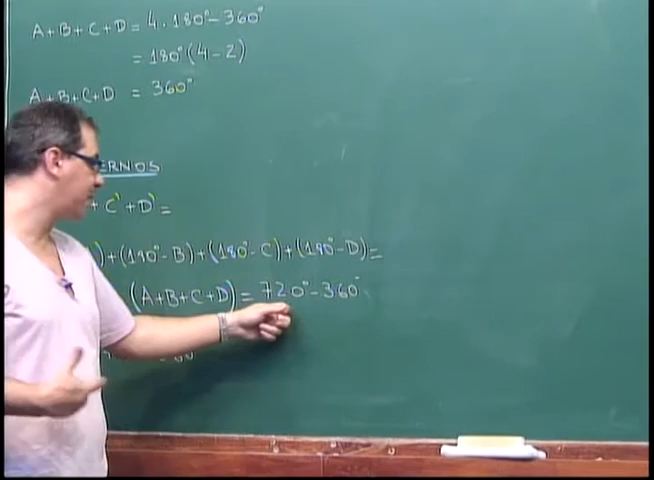 A+B+C+D = 4.180°-360°
= 180°(4-2)
A+B+C+D = 360°
ERNOS
+ C'+D'=
)+(180°-B)+(180°-C)+(180°-D)=
(A+B+C+D)= 720°-360°